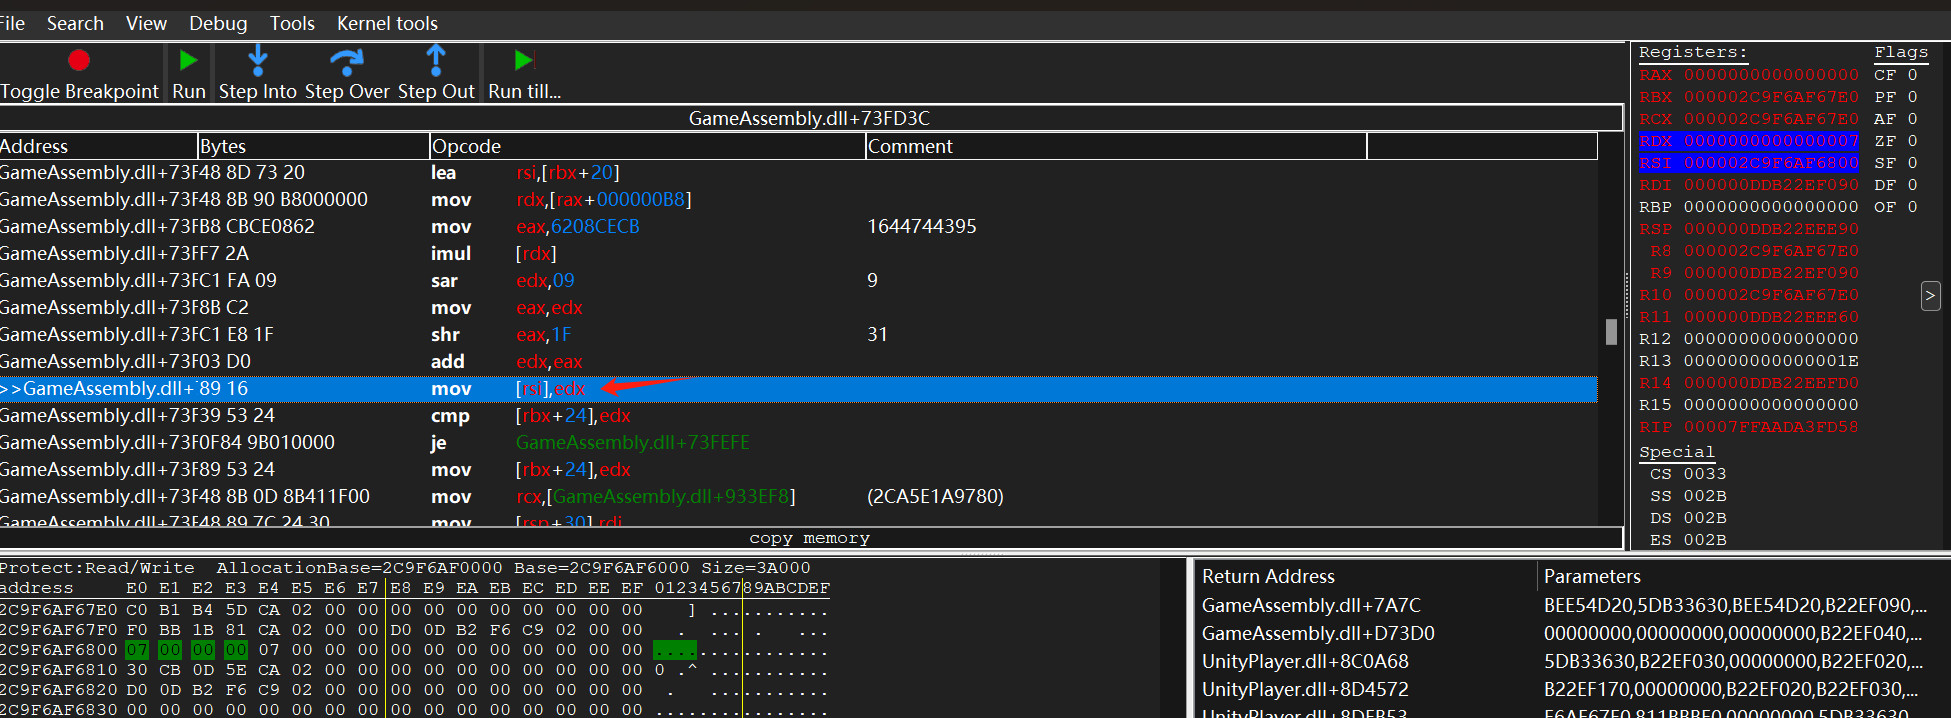 File Search View Debug Tools Kernel tools
Toggle Breakpoint Run Step Into Step Over Step Out Run till...
GameAssembly.dll+73FD3C
Address Bytes Opcode Comment
GameAssembly.dll+73F48 8D 73 20 lea rsi,[rbx+20]
GameAssembly.dll+73F48 8B 90 B8000000 mov rdx,[rax+000000B8]
GameAssembly.dll+73FB8 CBCE0862 mov eax,6208CECB 1644744395
GameAssembly.dll+73FF7 2A imul [rdx]
GameAssembly.dll+73FC1 FA 09 sar edx,09 9
GameAssembly.dll+73F8B C2 mov eax,edx
GameAssembly.dll+73FC1 E8 1F shr eax,1F 31
GameAssembly.dll+73F03 D0 add edx,eax
>>GameAssembly.dll+89 16 mov [rsi],edx
GameAssembly.dll+73F39 53 24 cmp [rbx+24],edx
GameAssembly.dll+73F0F84 9B010000 je GameAssembly.dll+73FEFE
GameAssembly.dll+73F89 53 24 mov [rbx+24],edx
GameAssembly.dll+73F48 8B 0D 8B411F00 mov rcx,[GameAssembly.dll+933EF8] (2CA5E1A9780)
GameAssembly.dll+73F48 89 7C 24 30 mov [rsp+30],rdi
copy memory
Registers: Flags
RAX 0000000000000000 CF 0
RBX 000002C9F6AF67E0 PF 0
RCX 000002C9F6AF67E0 AF 0
RDX 0000000000000007 ZF 0
RSI 000002C9F6AF6800 SF 0
RDI 000000DDB22EF090 DF 0
RBP 0000000000000000 OF 0
RSP 000000DDB22EEE90
R8 000002C9F6AF67E0
R9 000000DDB22EF090
R10 000002C9F6AF67E0
R11 000000DDB22EEE60
R12 0000000000000000
R13 000000000000001E
R14 000000DDB22EEFD0
R15 0000000000000000
RIP 00007FFAADA3FD58
Special
CS 0033
SS 002B
DS 002B
ES 002B
>
Protect:Read/Write AllocationBase=2C9F6AF0000 Base=2C9F6AF6000 Size=3A000
address E0 E1 E2 E3 E4 E5 E6 E7 E8 E9 EA EB EC ED EE EF 0123456789ABCDEF
2C9F6AF67E0 C0 B1 B4 5D CA 02 00 00 00 00 00 00 00 00 00 00 ] ...........
2C9F6AF67F0 F0 BB 1B 81 CA 02 00 00 D0 0D B2 F6 C9 02 00 00 . ... . ...
2C9F6AF6800 07 00 00 00 07 00 00 00 00 00 00 00 00 00 00 00 ................
2C9F6AF6810 30 CB 0D 5E CA 02 00 00 00 00 00 00 00 00 00 00 0 .^ ...........
2C9F6AF6820 D0 0D B2 F6 C9 02 00 00 00 00 00 00 00 00 00 00 . ...........
2C9F6AF6830 00 00 00 00 00 00 00 00 00 00 00 00 00 00 00 00 ................
Return Address Parameters
GameAssembly.dll+7A7C BEE54D20,5DB33630,BEE54D20,B22EF090,...
GameAssembly.dll+D73D0 00000000,00000000,00000000,B22EF040,...
UnityPlayer.dll+8C0A68 5DB33630,B22EF030,00000000,B22EF020,...
UnityPlayer.dll+8D4572 B22EF170,00000000,B22EF020,B22EF030,...
UnityPlayer.dll+8DFB53 F6AF67E0,811BBBF0,00000000,5DB33630,...